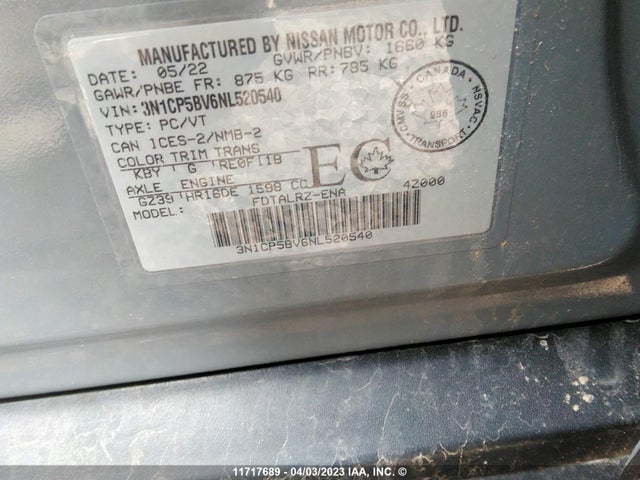 MANUFACTURED BY NISSAN MOTOR CO., LTD.
DATE: 05/22 GVWR/PNBV: 1660 KG
GAWR/PNBE FR: 875 KG RR: 785 KG
VIN: 3N1CP5BV6NL520540
TYPE: PC/VT
CAN ICES-2/NMB-2
COLOR TRIM TRANS
KBY G RE0F11B
AXLE ENGINE
GZ39 HR16DE 1598 CC
MODEL: FDTALRZ-ENA 4Z000
EC
CANADA
CMVSS NSVAC
986
TRANSPORT
3N1CP5BV6NL520540
11717689 - 04/03/2023 IAA, INC. ©